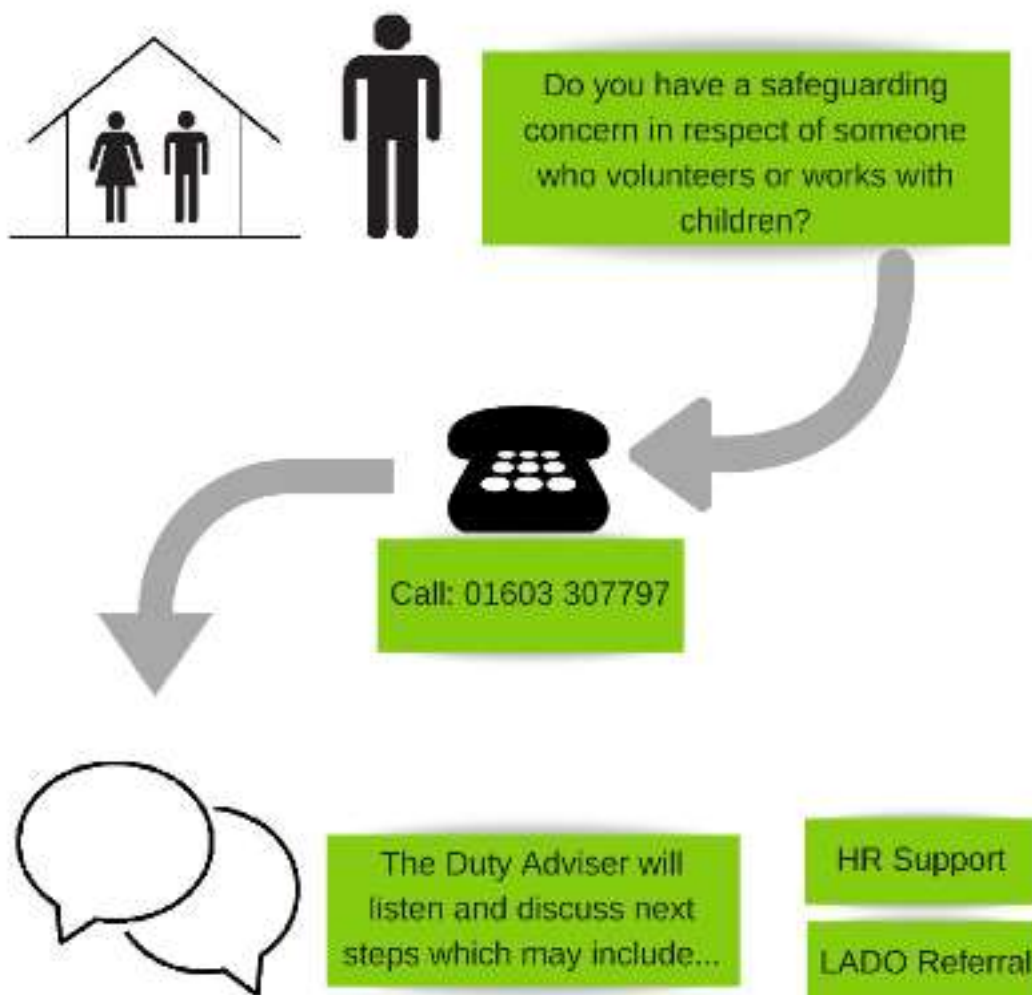 Do you have a safeguarding
concern in respect of someone
who volunteers or works with
children?
Call: 01603 307797
The Duty Adviser will
listen and discuss next
steps which may include...
HR Support
LADO Referral